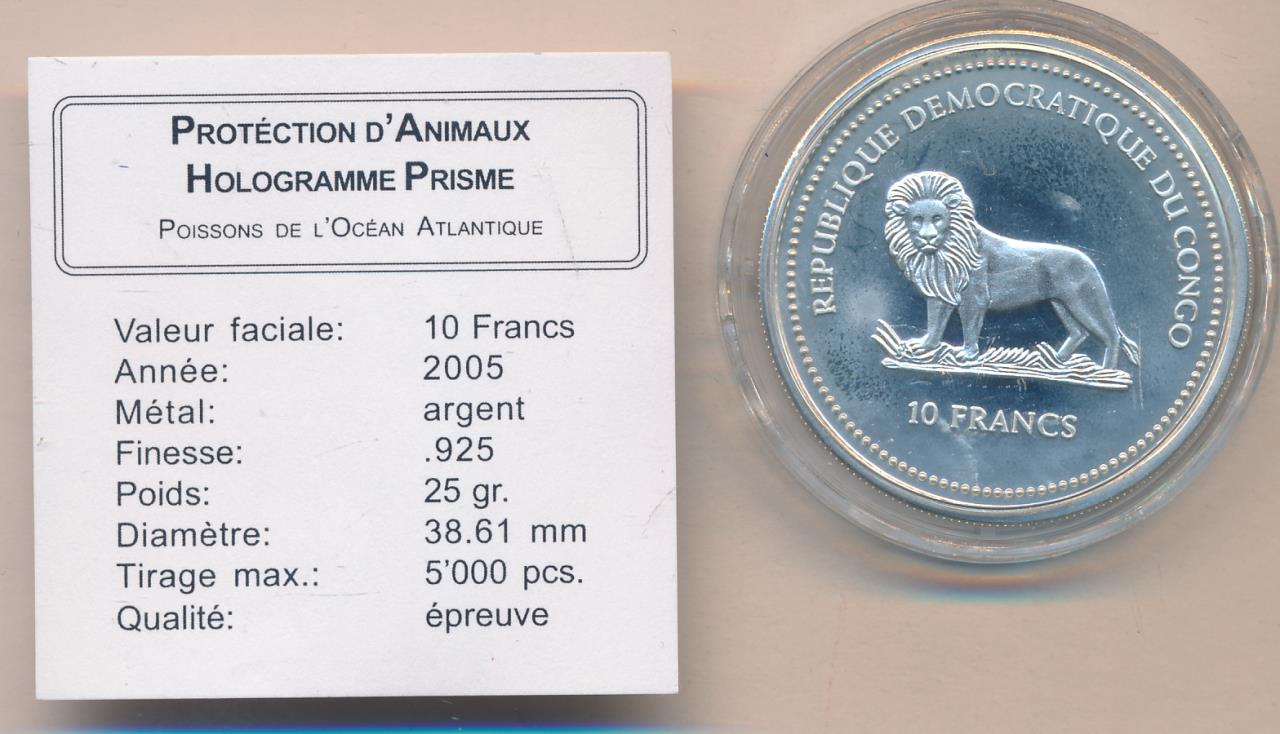 PROTÉCTION D'ANIMAUX
HOLOGRAMME PRISME
POISSONS DE L'OCÉAN ATLANTIQUE
Valeur faciale: 10 Francs
Année: 2005
Métal: argent
Finesse: .925
Poids: 25 gr.
Diamètre: 38.61 mm
Tirage max.: 5'000 pcs.
Qualité: épreuve
REPUBLIQUE DEMOCRATIQUE DU CONGO
10 FRANCS